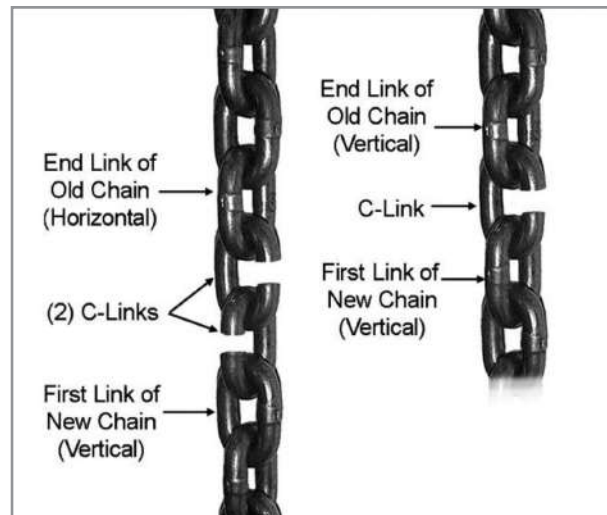 End Link of
Old Chain
(Horizontal)
(2) C-Links
First Link of
New Chain
(Vertical)
End Link of
Old Chain
(Vertical)
C-Link
First Link of
New Chain
(Vertical)